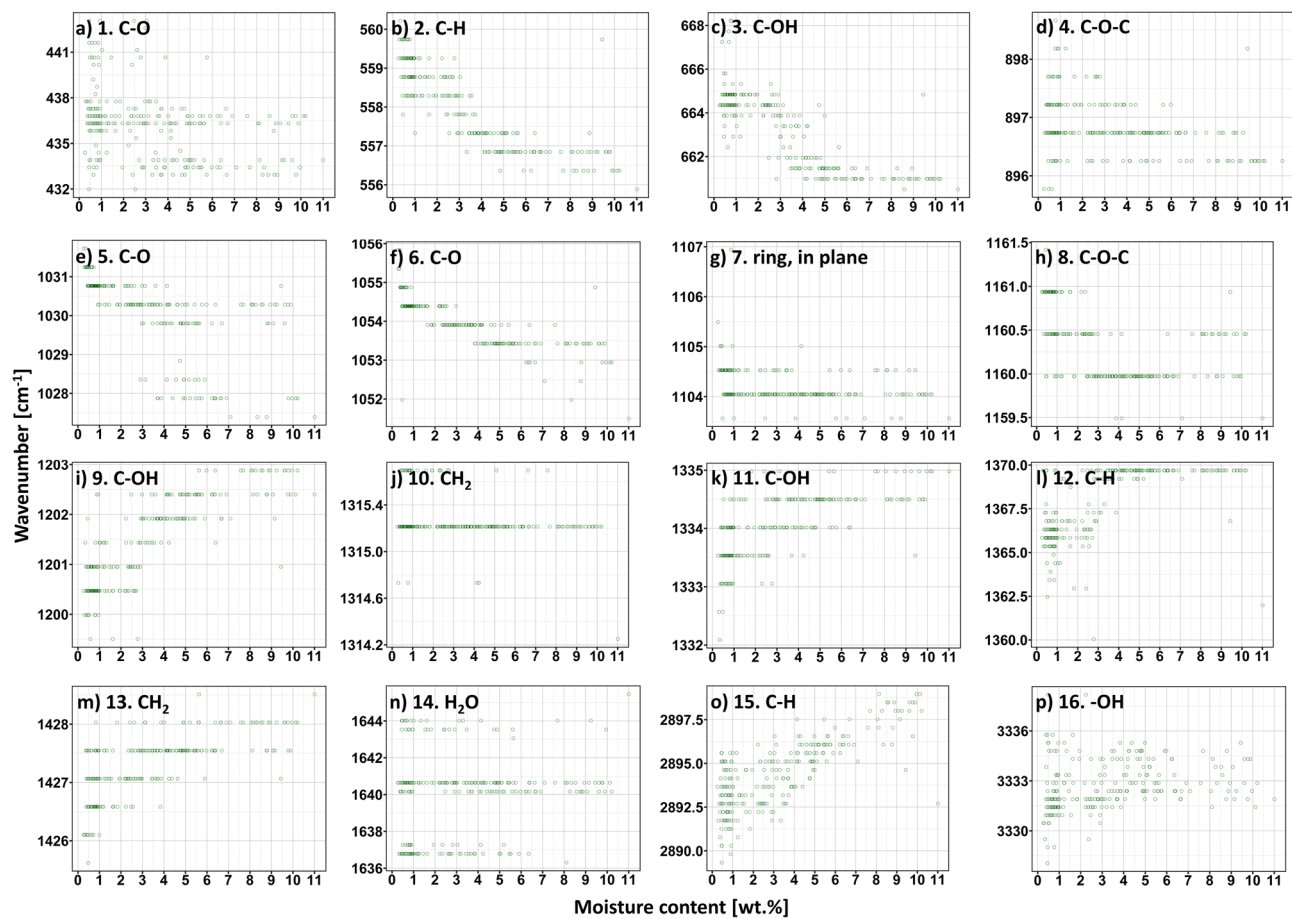 a) 1. C-O
441
438
435
432
0 1 2 3 4 5 6 7 8 9 10 11
b) 2. C-H
560
559
558
557
556
0 1 2 3 4 5 6 7 8 9 10 11
c) 3. C-OH
668
666
664
662
0 1 2 3 4 5 6 7 8 9 10 11
d) 4. C-O-C
898
897
896
0 1 2 3 4 5 6 7 8 9 10 11
Wavenumber [cm⁻¹]
e) 5. C-O
1031
1030
1029
1028
0 1 2 3 4 5 6 7 8 9 10 11
f) 6. C-O
1056
1055
1054
1053
1052
0 1 2 3 4 5 6 7 8 9 10 11
g) 7. ring, in plane
1107
1106
1105
1104
0 1 2 3 4 5 6 7 8 9 10 11
h) 8. C-O-C
1161.5
1161.0
1160.5
1160.0
1159.5
0 1 2 3 4 5 6 7 8 9 10 11
i) 9. C-OH
1203
1202
1201
1200
0 1 2 3 4 5 6 7 8 9 10 11
j) 10. CH₂
1315.4
1315.0
1314.6
1314.2
0 1 2 3 4 5 6 7 8 9 10 11
k) 11. C-OH
1335
1334
1333
1332
0 1 2 3 4 5 6 7 8 9 10 11
l) 12. C-H
1370.0
1367.5
1365.0
1362.5
1360.0
0 1 2 3 4 5 6 7 8 9 10 11
m) 13. CH₂
1428
1427
1426
0 1 2 3 4 5 6 7 8 9 10 11
n) 14. H₂O
1644
1642
1640
1638
1636
0 1 2 3 4 5 6 7 8 9 10 11
o) 15. C-H
2897.5
2895.0
2892.5
2890.0
0 1 2 3 4 5 6 7 8 9 10 11
p) 16. -OH
3336
3333
3330
0 1 2 3 4 5 6 7 8 9 10 11
Moisture content [wt.%]